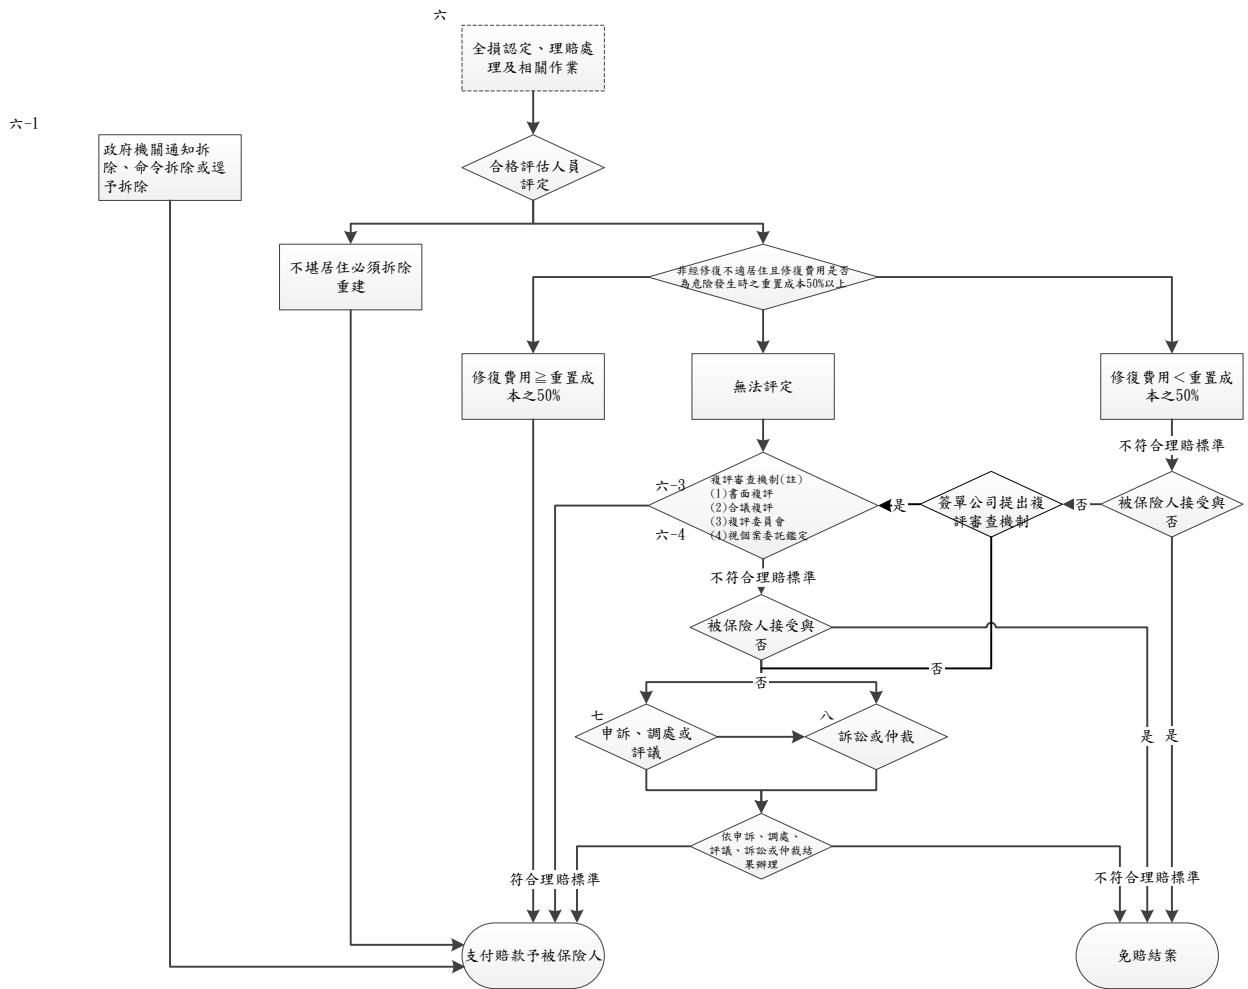 六
全損認定、理賠處
理及相關作業
六-1
政府機關通知拆
除、命令拆除或逕
予拆除
合格評估人員
評定
不堪居住必須拆除
重建
非經修復不適居住且修復費用是否
為危險發生時之重置成本50%以上
修復費用≧重置成
本之50%
無法評定
修復費用＜重置成
本之50%
不符合理賠標準
六-3
六-4
複評審查機制(註)
(1)書面複評
(2)合議複評
(3)複評委員會
(4)視個案委託鑑定
是
簽單公司提出複
評審查機制
否
被保險人接受與
否
不符合理賠標準
被保險人接受與
否
否
否
七
申訴、調處或
評議
八
訴訟或仲裁
是
是
依申訴、調處、
評議、訴訟或仲裁結
果辦理
符合理賠標準
不符合理賠標準
支付賠款予被保險人
免賠結案